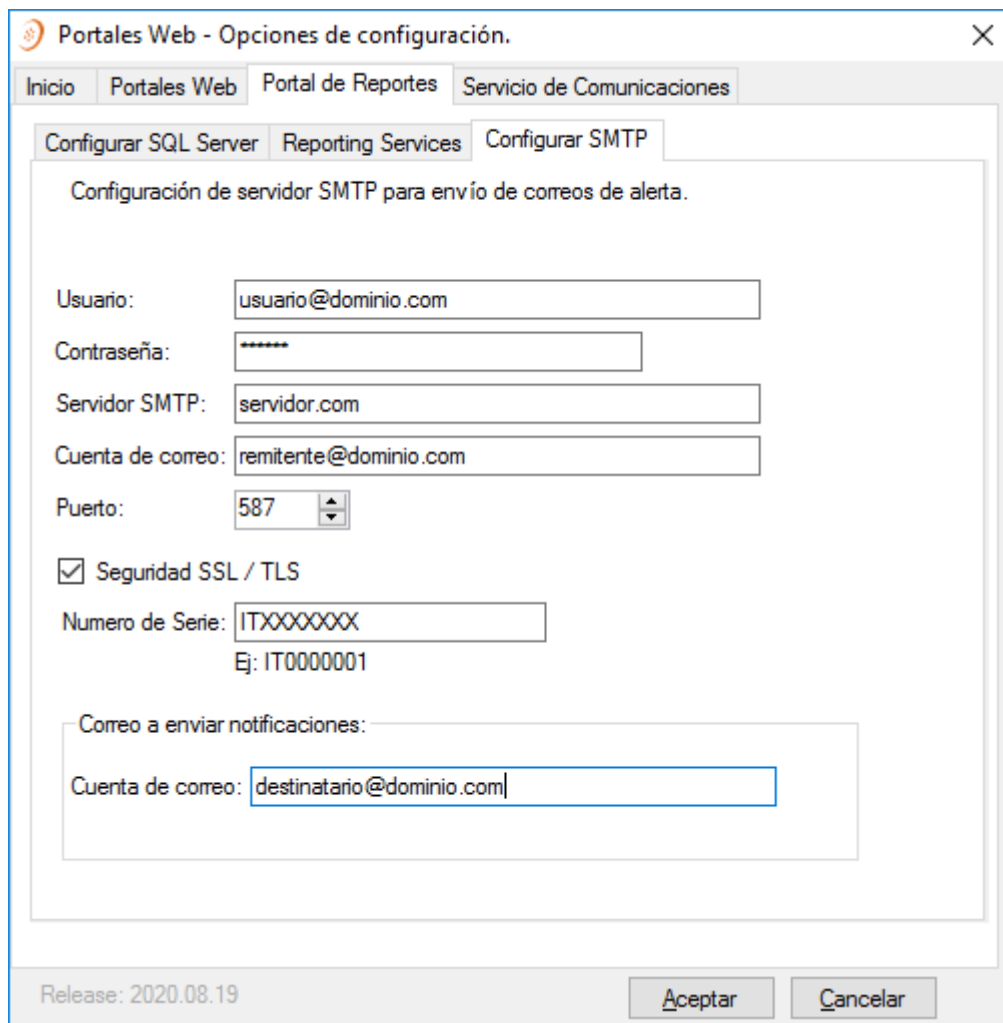 Portales Web - Opciones de configuración.
Inicio Portales Web Portal de Reportes Servicio de Comunicaciones
Configurar SQL Server Reporting Services Configurar SMTP
Configuración de servidor SMTP para envío de correos de alerta.
Usuario: usuario@dominio.com
Contraseña: ******
Servidor SMTP: servidor.com
Cuenta de correo: remitente@dominio.com
Puerto: 587
Seguridad SSL / TLS
Numero de Serie: ITXXXXXXX
Ej: IT0000001
Correo a enviar notificaciones:
Cuenta de correo: destinatario@dominio.com
Release: 2020.08.19 Aceptar Cancelar